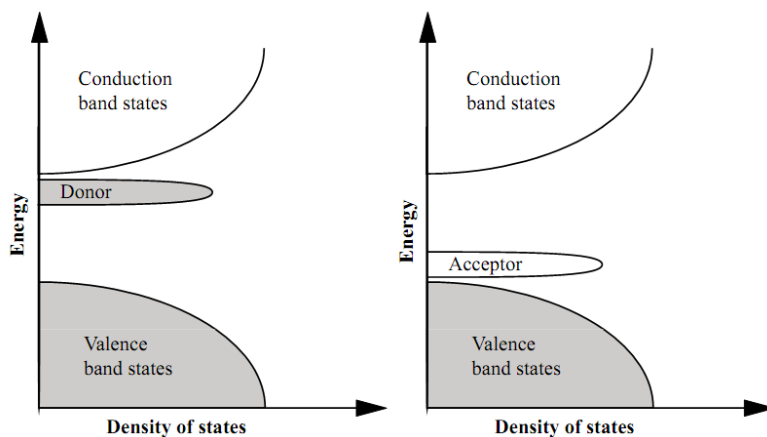 Conduction
band states
Donor
Valence
band states
Energy
Density of states
Conduction
band states
Acceptor
Valence
band states
Energy
Density of states